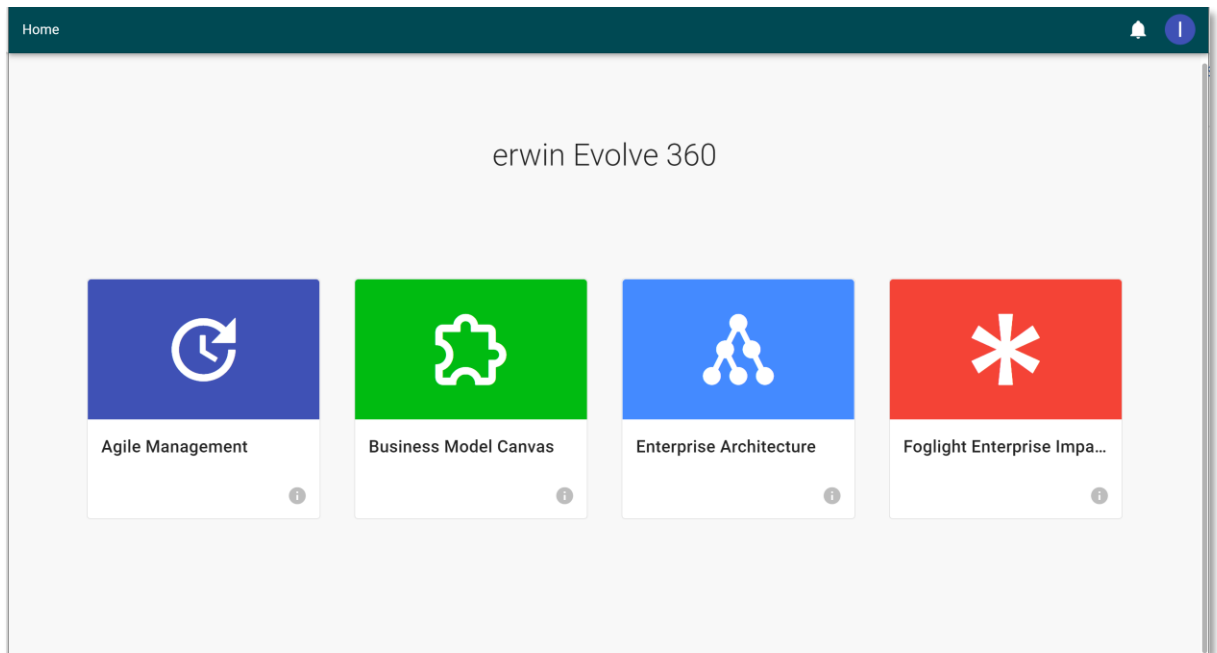 Home
I
erwin Evolve 360
Agile Management
Business Model Canvas
Enterprise Architecture
Foglight Enterprise Impa...